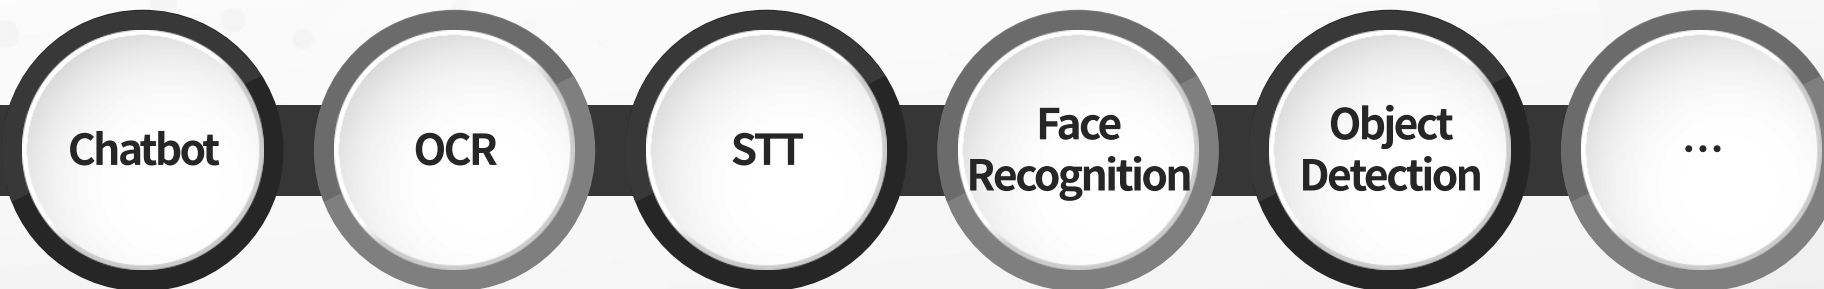 Chatbot
OCR
STT
Face
Recognition
Object
Detection
...